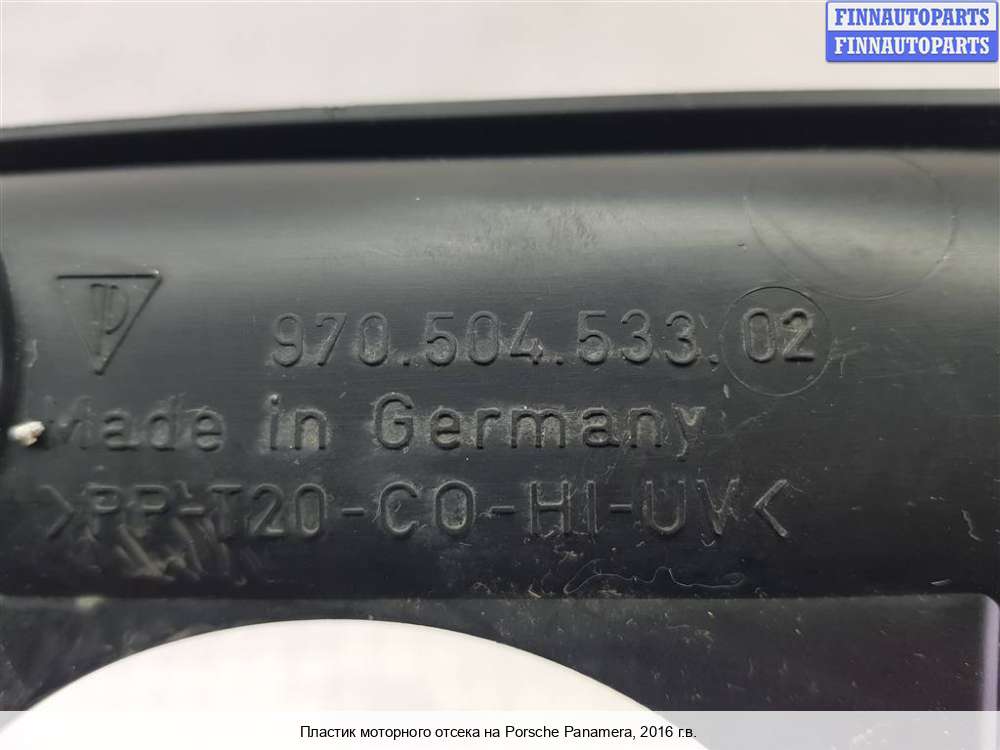 FINNAUTOPARTS
FINNAUTOPARTS
970.504.533.02
Made in Germany
>PP-T20-CO-HI-UV<
Пластик моторного отсека на Porsche Panamera, 2016 г.в.